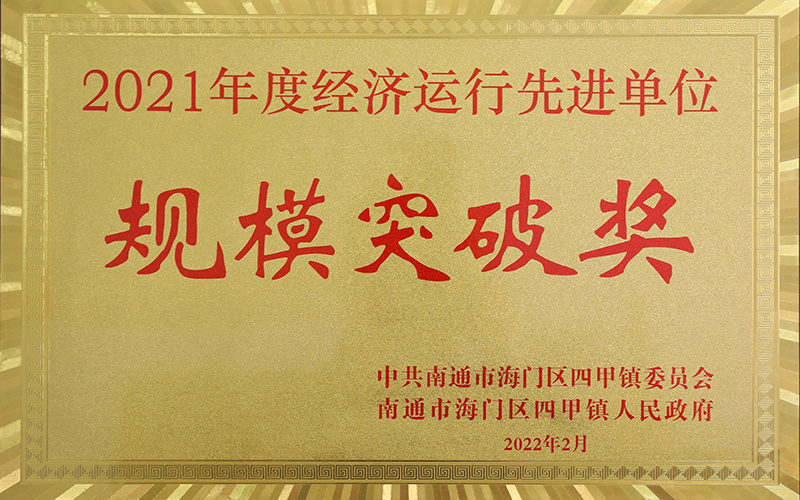 2021年度经济运行先进单位
规模突破奖
中共南通市海门区四甲镇委员会
南通市海门区四甲镇人民政府
2022年2月